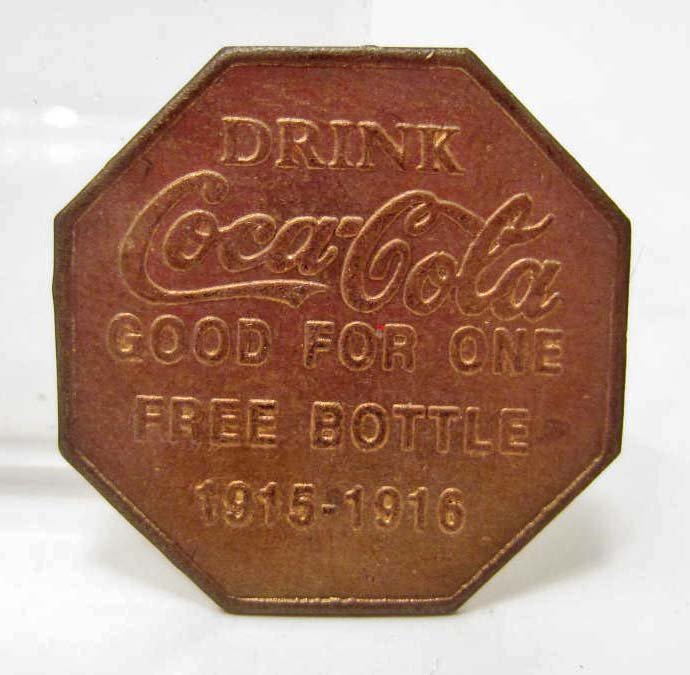 DRINK
Coca-Cola
GOOD FOR ONE
FREE BOTTLE
1915-1916